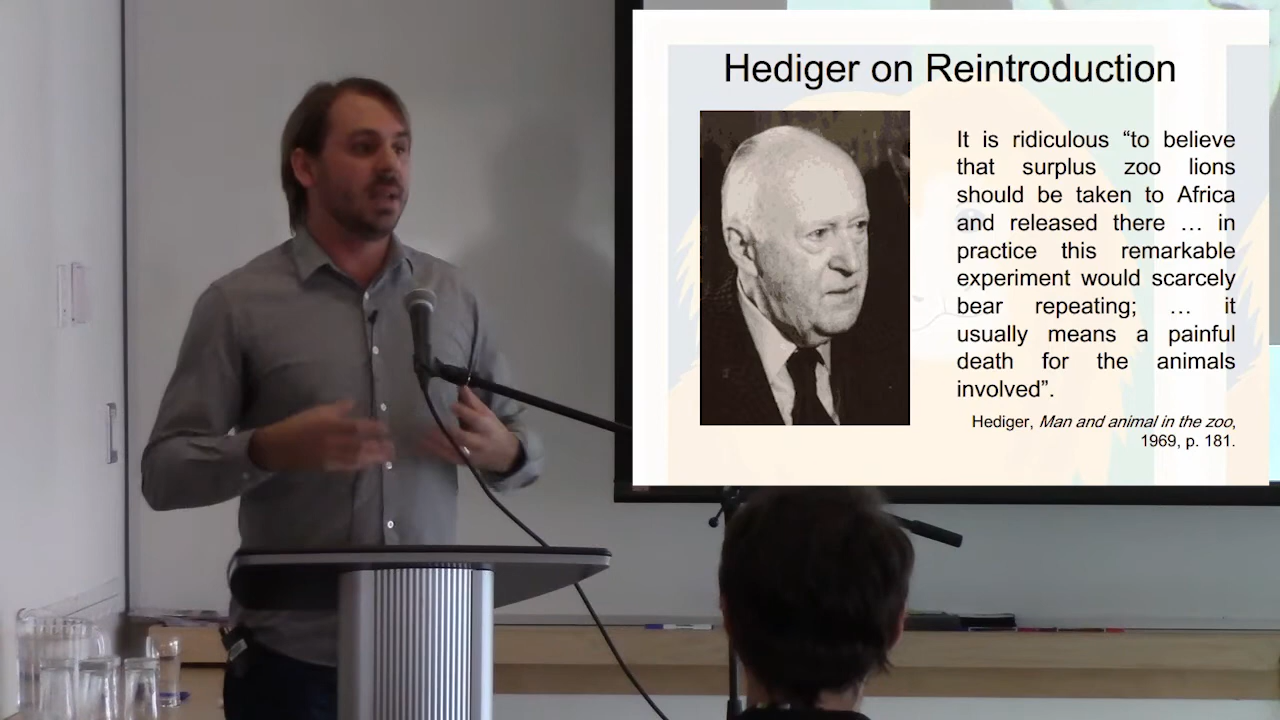 Hediger on Reintroduction
It is ridiculous “to believe
that surplus zoo lions
should be taken to Africa
and released there … in
practice this remarkable
experiment would scarcely
bear repeating; … it
usually means a painful
death for the animals
involved”.
Hediger, Man and animal in the zoo,
1969, p. 181.